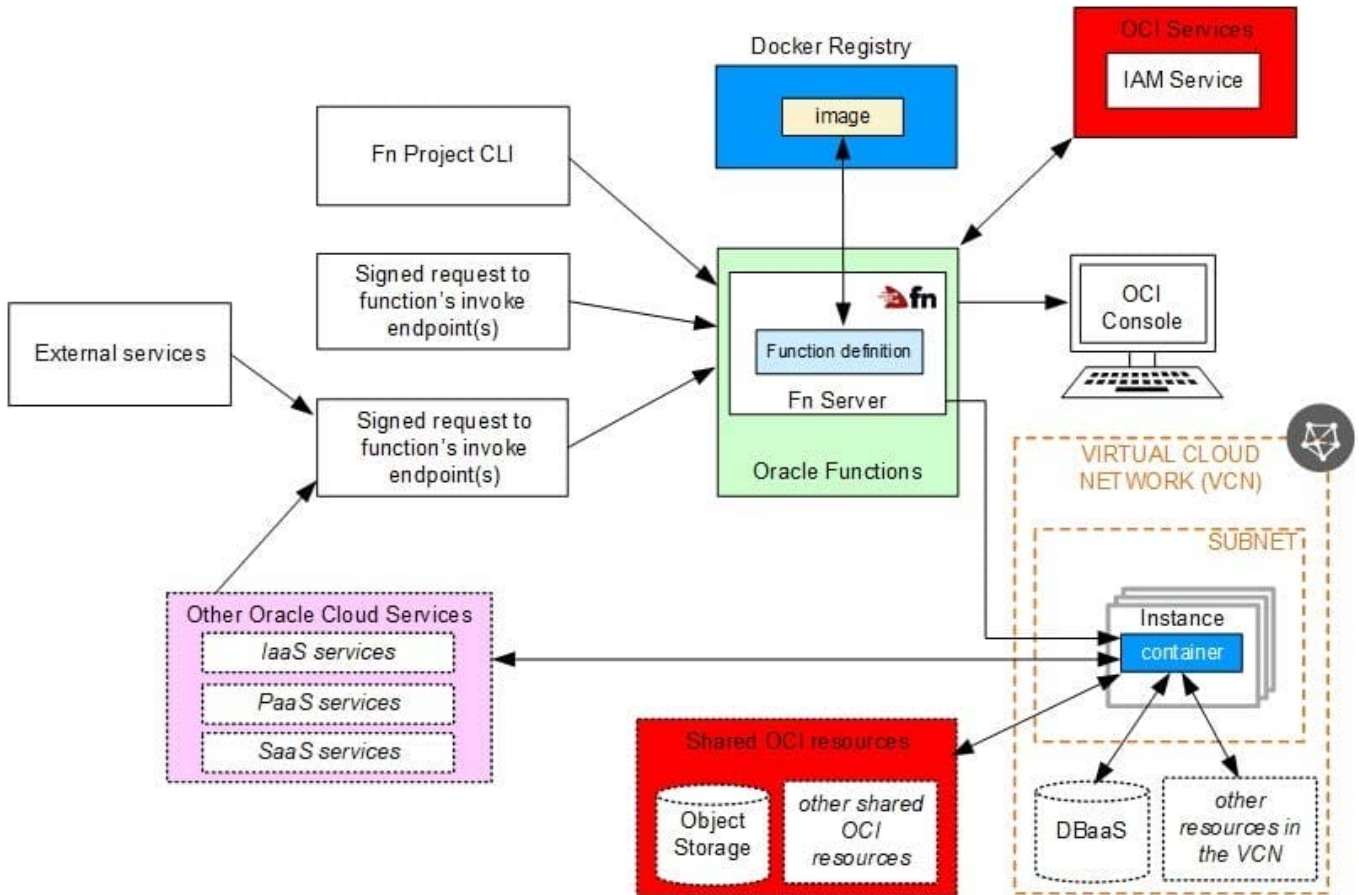 Docker Registry
image
OCI Services
IAM Service
Fn Project CLI
Signed request to
function's invoke
endpoint(s)
External services
Signed request to
function's invoke
endpoint(s)
fn
Function definition
Fn Server
Oracle Functions
OCI
Console
VIRTUAL CLOUD
NETWORK (VCN)
SUBNET
Instance
container
Other Oracle Cloud Services
IaaS services
PaaS services
SaaS services
Shared OCI resources
Object
Storage
other shared
OCI
resources
DBaaS
other
resources in
the VCN